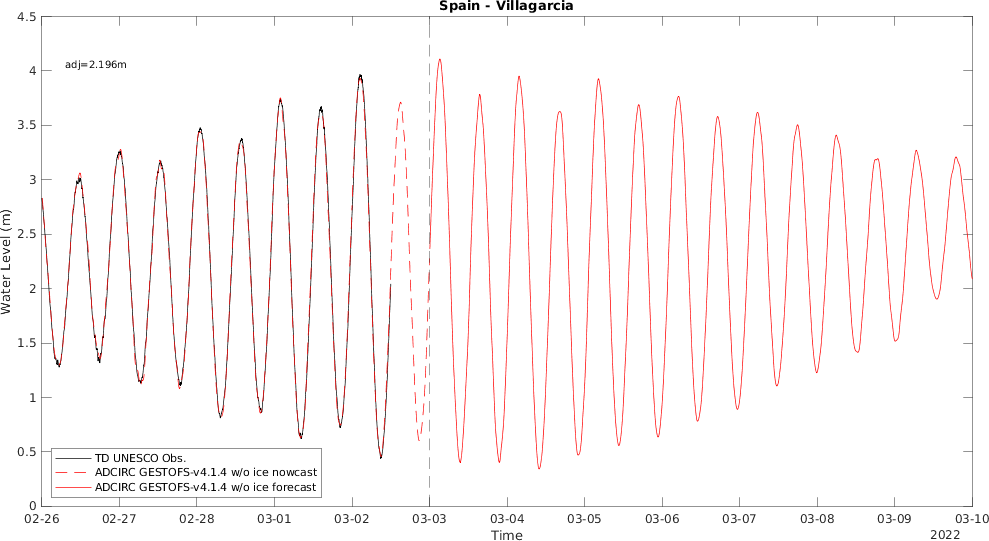 Spain - Villagarcia
adj=2.196m
Water Level (m)
4.5
4
3.5
3
2.5
2
1.5
1
0.5
0
TD UNESCO Obs.
ADCIRC GESTOFS-v4.1.4 w/o ice nowcast
ADCIRC GESTOFS-v4.1.4 w/o ice forecast
02-26 02-27 02-28 03-01 03-02 03-03 03-04 03-05 03-06 03-07 03-08 03-09 03-10
Time
2022